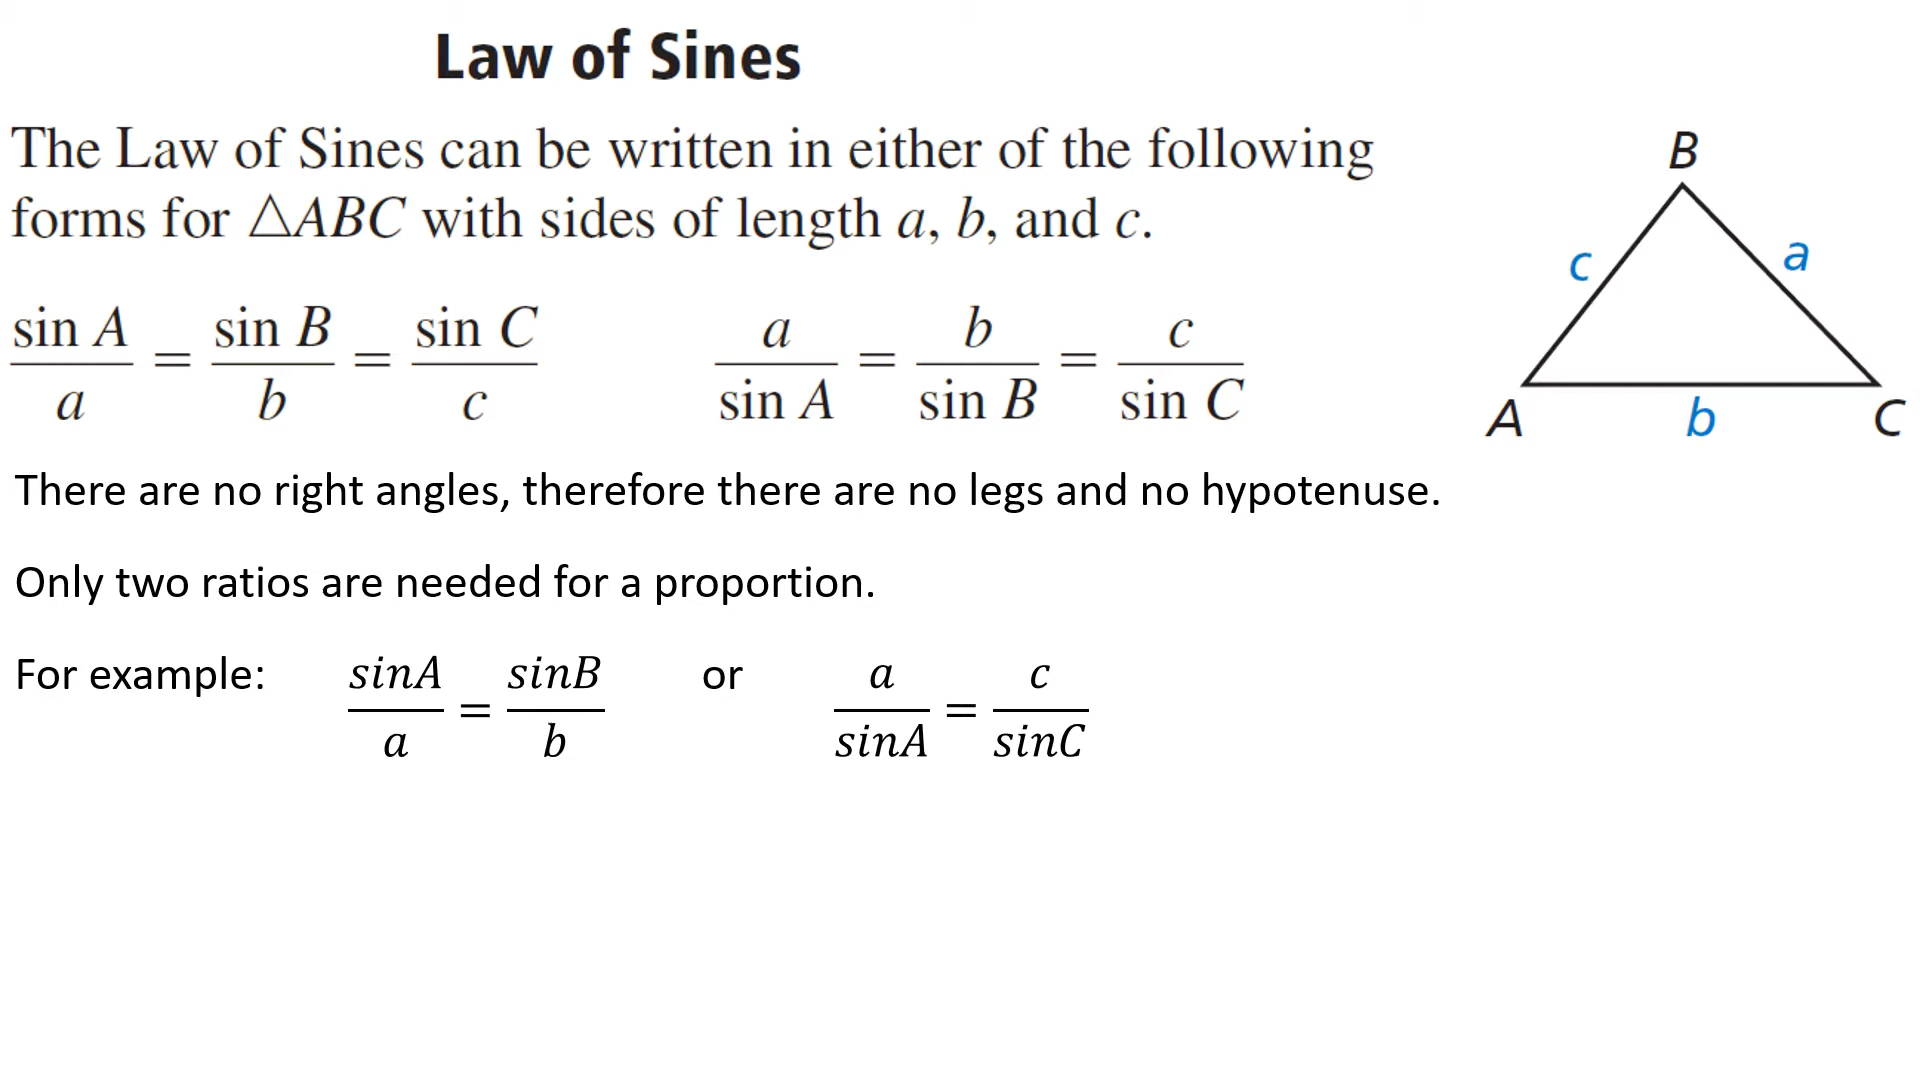 Law of Sines
The Law of Sines can be written in either of the following
forms for △ABC with sides of length a, b, and c.
sin A / a = sin B / b = sin C / c
a / sin A = b / sin B = c / sin C
B
c
a
A
b
C
There are no right angles, therefore there are no legs and no hypotenuse.
Only two ratios are needed for a proportion.
For example: sinA / a = sinB / b or a / sinA = c / sinC